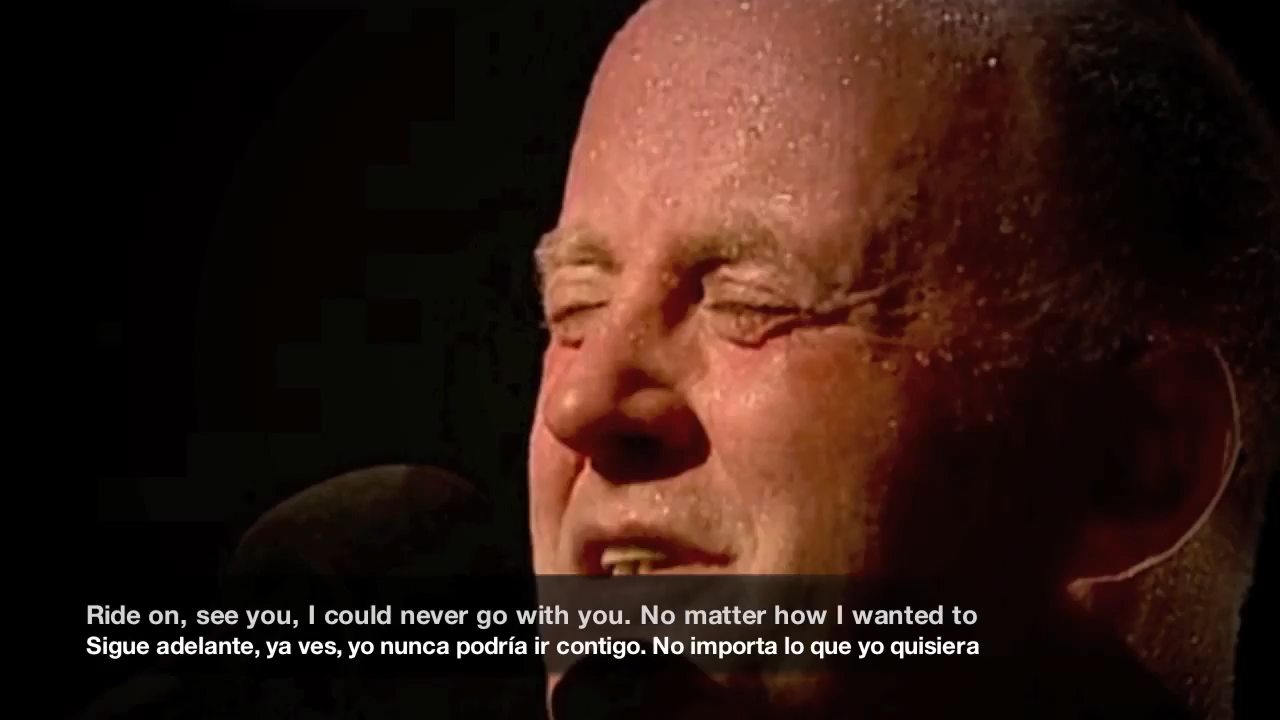 Ride on, see you, I could never go with you. No matter how I wanted to
Sigue adelante, ya ves, yo nunca podría ir contigo. No importa lo que yo quisiera